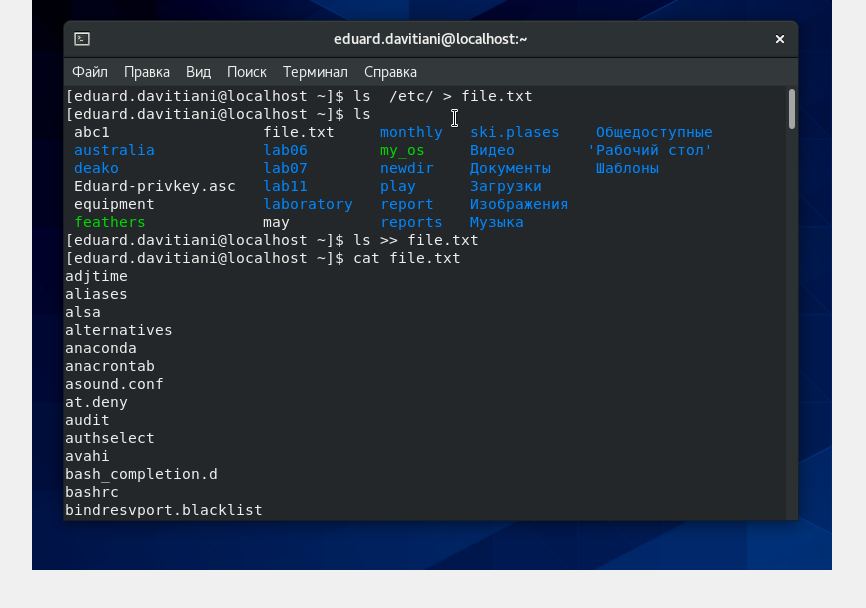 eduard.davitiani@localhost:~
Файл Правка Вид Поиск Терминал Справка
[eduard.davitiani@localhost ~]$ ls  /etc/ > file.txt
[eduard.davitiani@localhost ~]$ ls
abc1 file.txt monthly ski.plases Общедоступные
australia lab06 my_os Видео 'Рабочий стол'
deako lab07 newdir Документы Шаблоны
Eduard-privkey.asc lab11 play Загрузки
equipment laboratory report Изображения
feathers may reports Музыка
[eduard.davitiani@localhost ~]$ ls >> file.txt
[eduard.davitiani@localhost ~]$ cat file.txt
adjtime
aliases
alsa
alternatives
anaconda
anacrontab
asound.conf
at.deny
audit
authselect
avahi
bash_completion.d
bashrc
bindresvport.blacklist